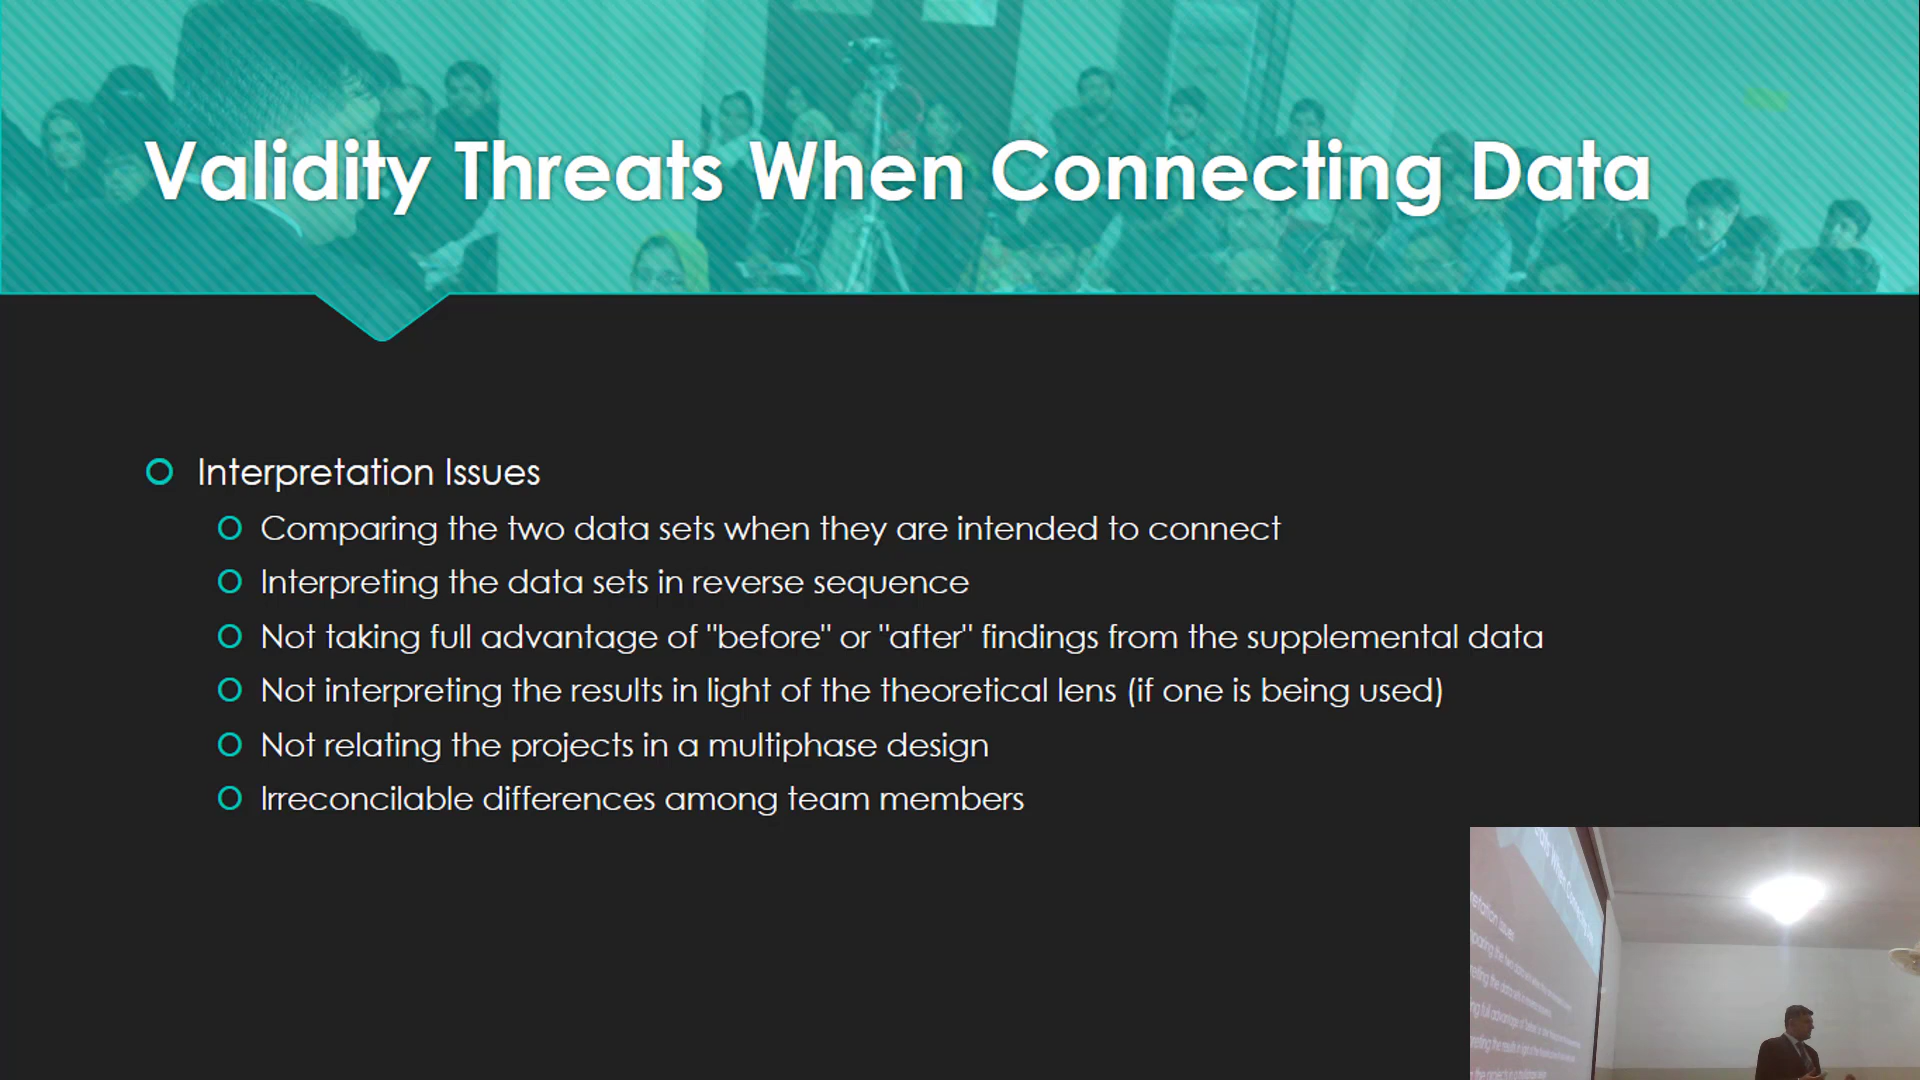 Validity Threats When Connecting Data
Interpretation Issues
Comparing the two data sets when they are intended to connect
Interpreting the data sets in reverse sequence
Not taking full advantage of "before" or "after" findings from the supplemental data
Not interpreting the results in light of the theoretical lens (if one is being used)
Not relating the projects in a multiphase design
Irreconcilable differences among team members